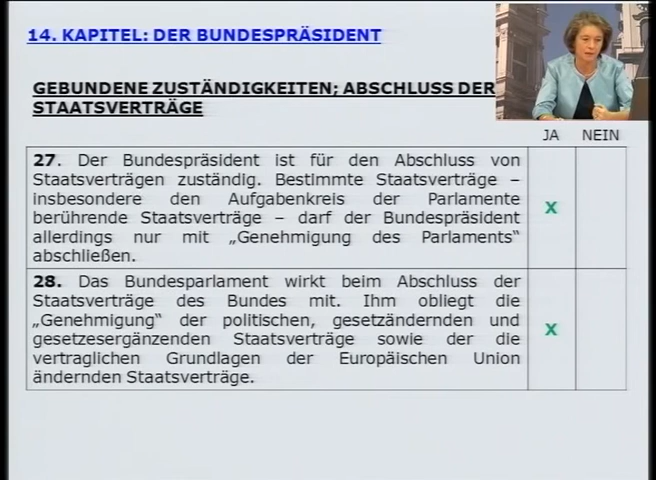 14. KAPITEL: DER BUNDESPRÄSIDENT
GEBUNDENE ZUSTÄNDIGKEITEN; ABSCHLUSS DER
STAATSVERTRÄGE
JA NEIN
27. Der Bundespräsident ist für den Abschluss von
Staatsverträgen zuständig. Bestimmte Staatsverträge –
insbesondere den Aufgabenkreis der Parlamente
berührende Staatsverträge – darf der Bundespräsident
allerdings nur mit „Genehmigung des Parlaments“
abschließen.
X
28. Das Bundesparlament wirkt beim Abschluss der
Staatsverträge des Bundes mit. Ihm obliegt die
„Genehmigung“ der politischen, gesetzändernden und
gesetzesergänzenden Staatsverträge sowie der die
vertraglichen Grundlagen der Europäischen Union
ändernden Staatsverträge.
X